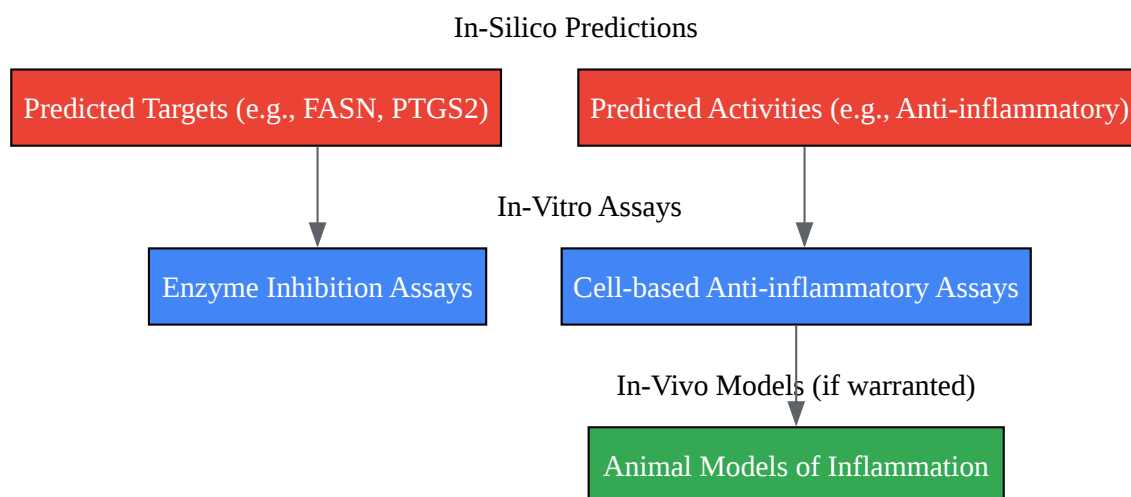 In-Silico Predictions
Predicted Targets (e.g., FASN, PTGS2)
Predicted Activities (e.g., Anti-inflammatory)
In-Vitro Assays
Enzyme Inhibition Assays
Cell-based Anti-inflammatory Assays
In-Vivo Models (if warranted)
Animal Models of Inflammation